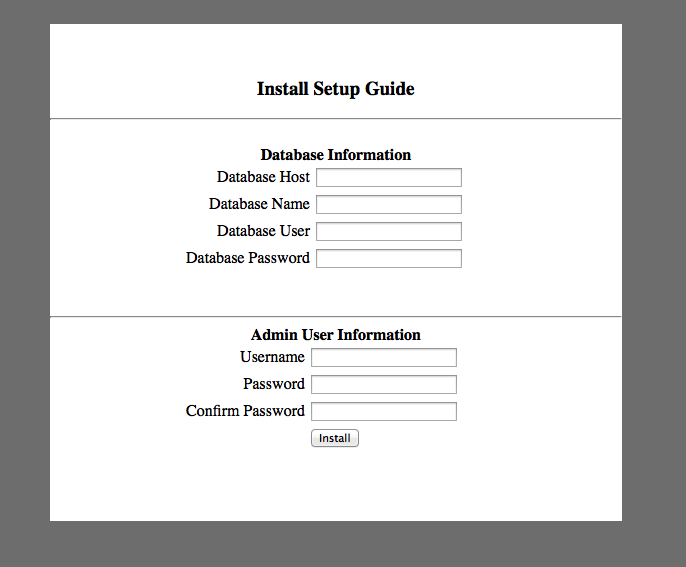 Install Setup Guide
Database Information
Database Host
Database Name
Database User
Database Password
Admin User Information
Username
Password
Confirm Password
Install